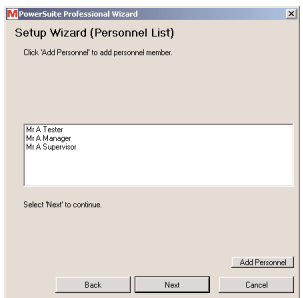 PowerSuite Professional Wizard
Setup Wizard (Personnel List)
Click 'Add Personnel' to add personnel member.
Mr A Tester
Mr A Manager
Mr A Supervisor
Select 'Next' to continue.
Add Personnel
Back Next Cancel